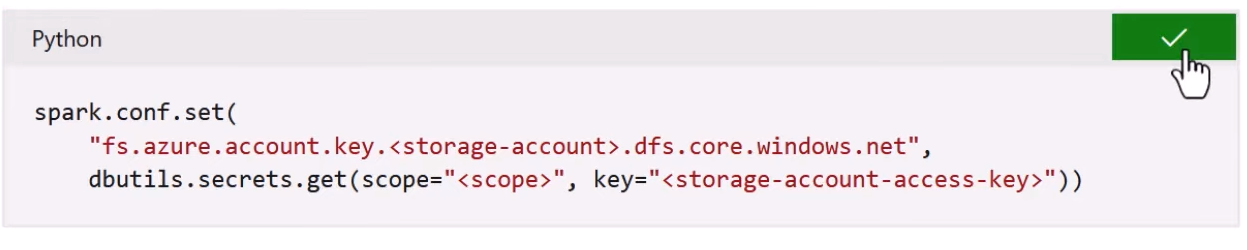 Python
spark.conf.set(
    "fs.azure.account.key.<storage-account>.dfs.core.windows.net",
    dbutils.secrets.get(scope="<scope>", key="<storage-account-access-key>"))